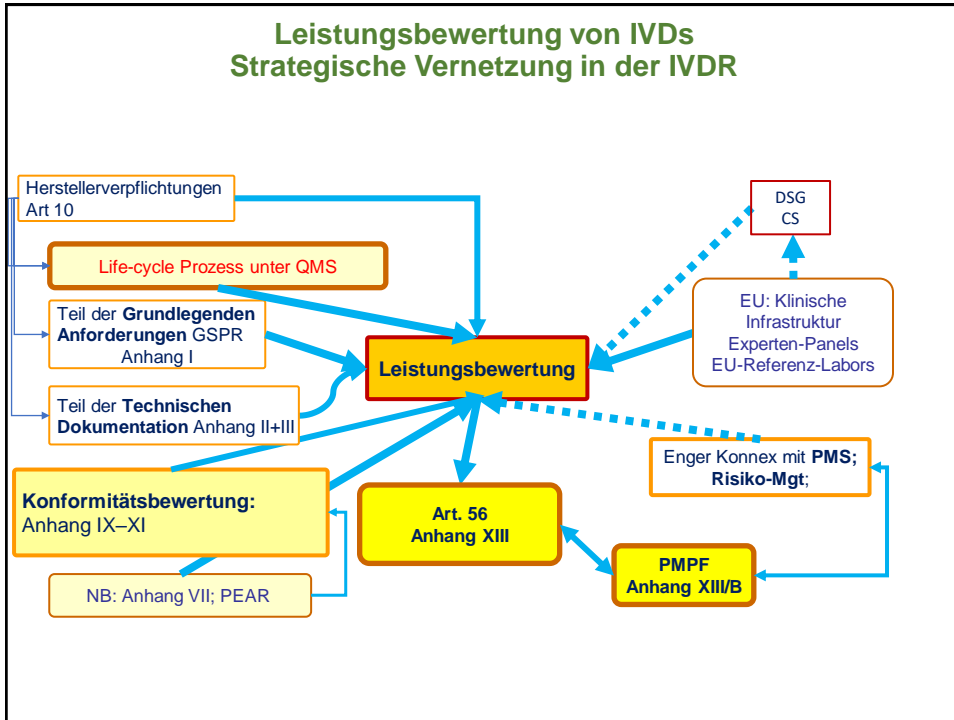 Leistungsbewertung von IVDs
Strategische Vernetzung in der IVDR
Herstellerverpflichtungen
Art 10
DSG
CS
Life-cycle Prozess unter QMS
EU: Klinische
Infrastruktur
Experten-Panels
EU-Referenz-Labors
Teil der Grundlegenden
Anforderungen GSPR
Anhang I
Leistungsbewertung
Teil der Technischen
Dokumentation Anhang II+III
Enger Konnex mit PMS;
Risiko-Mgt;
Konformitätsbewertung:
Anhang IX–XI
Art. 56
Anhang XIII
PMPF
Anhang XIII/B
NB: Anhang VII; PEAR